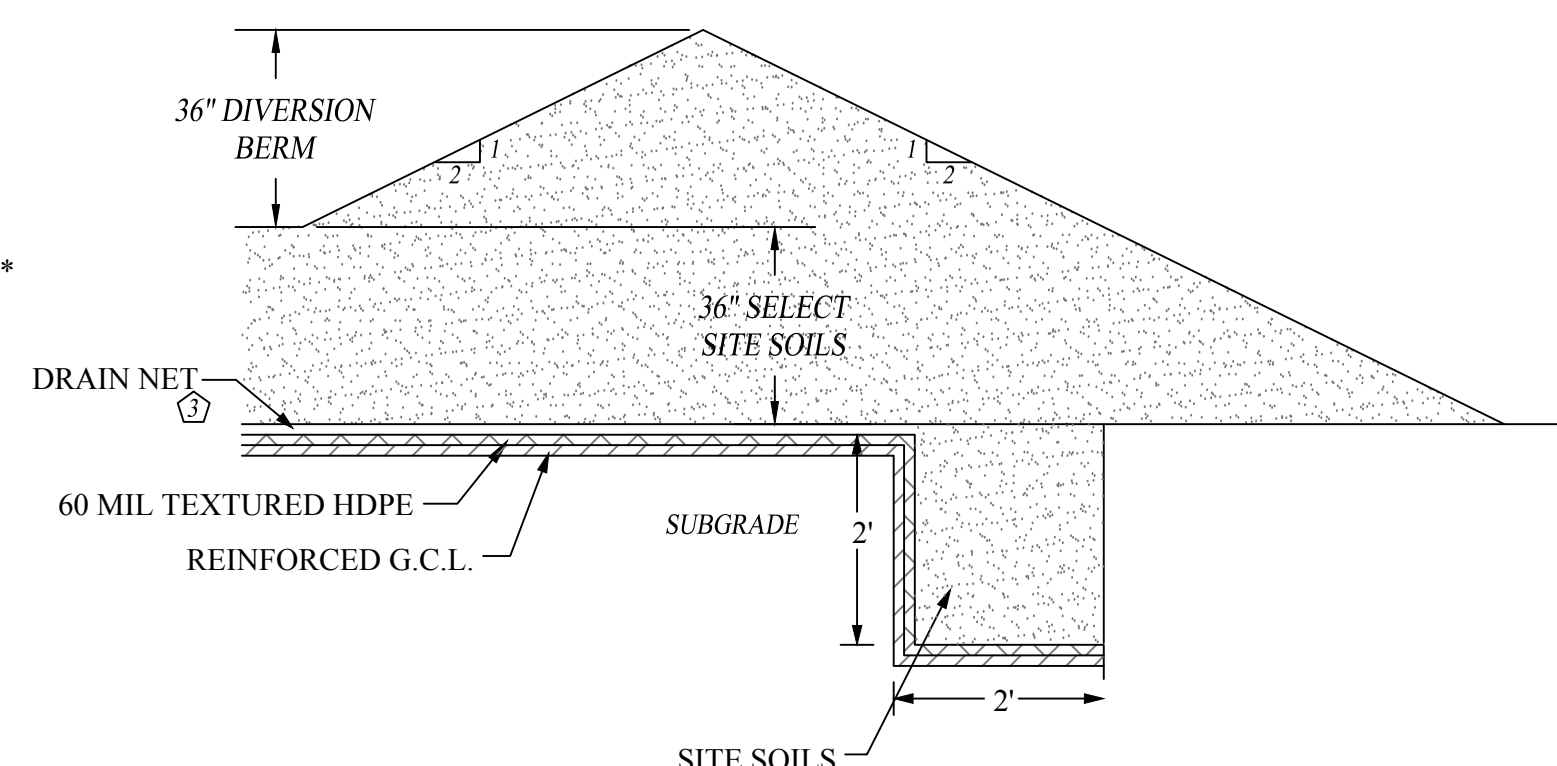 36" DIVERSION
BERM
1
2
1
2
*
36" SELECT
SITE SOILS
DRAIN NET
3
60 MIL TEXTURED HDPE
REINFORCED G.C.L.
SUBGRADE
2'
2'
SITE SOILS